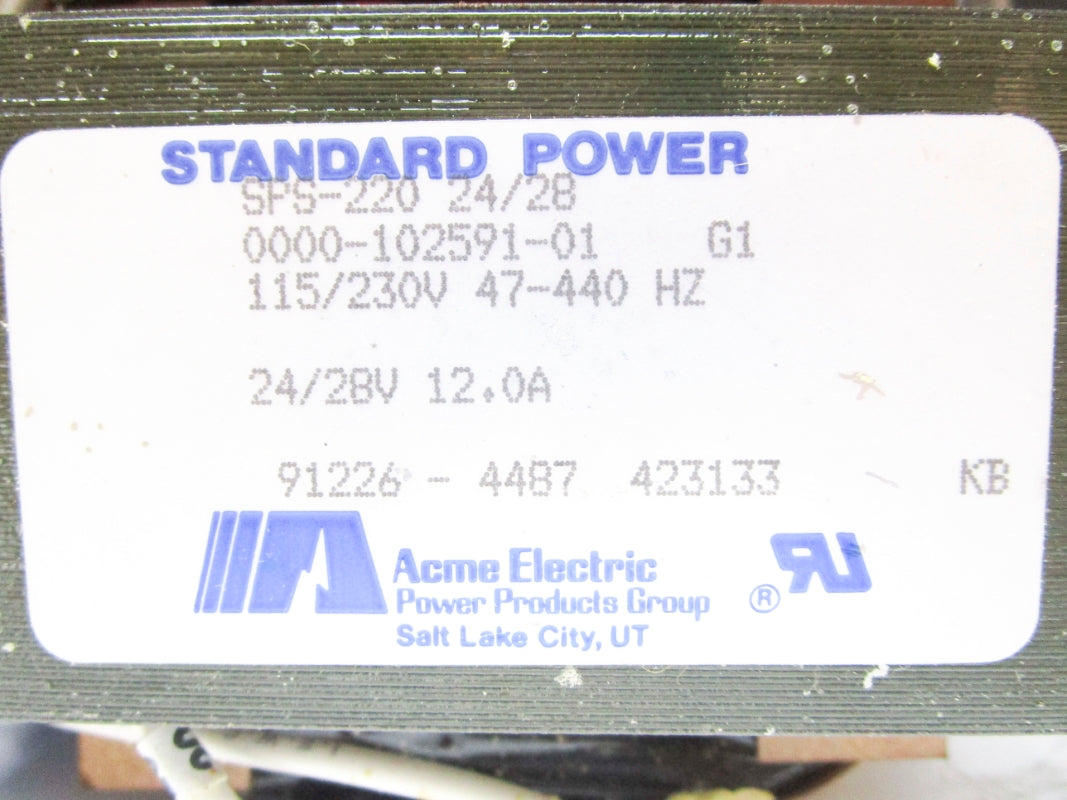 STANDARD POWER
SPS-220 24/28
0000-102591-01 G1
115/230V 47-440 HZ
24/28V 12.0A
91226 - 4487 423133 KB
Acme Electric
Power Products Group ®
Salt Lake City, UT